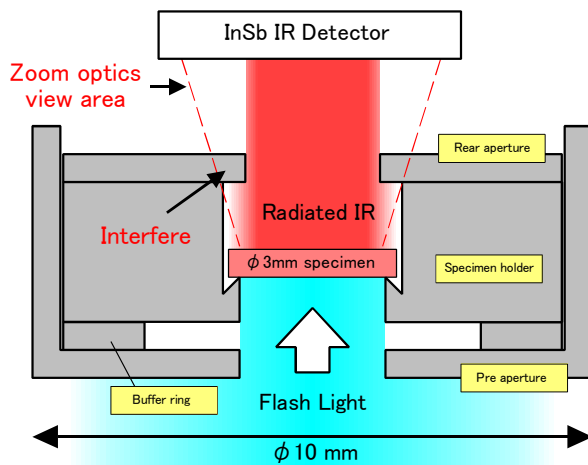 InSb IR Detector
Zoom optics
view area
Rear aperture
Radiated IR
Interfere
φ3mm specimen
Specimen holder
Buffer ring
Flash Light
Pre aperture
φ10 mm